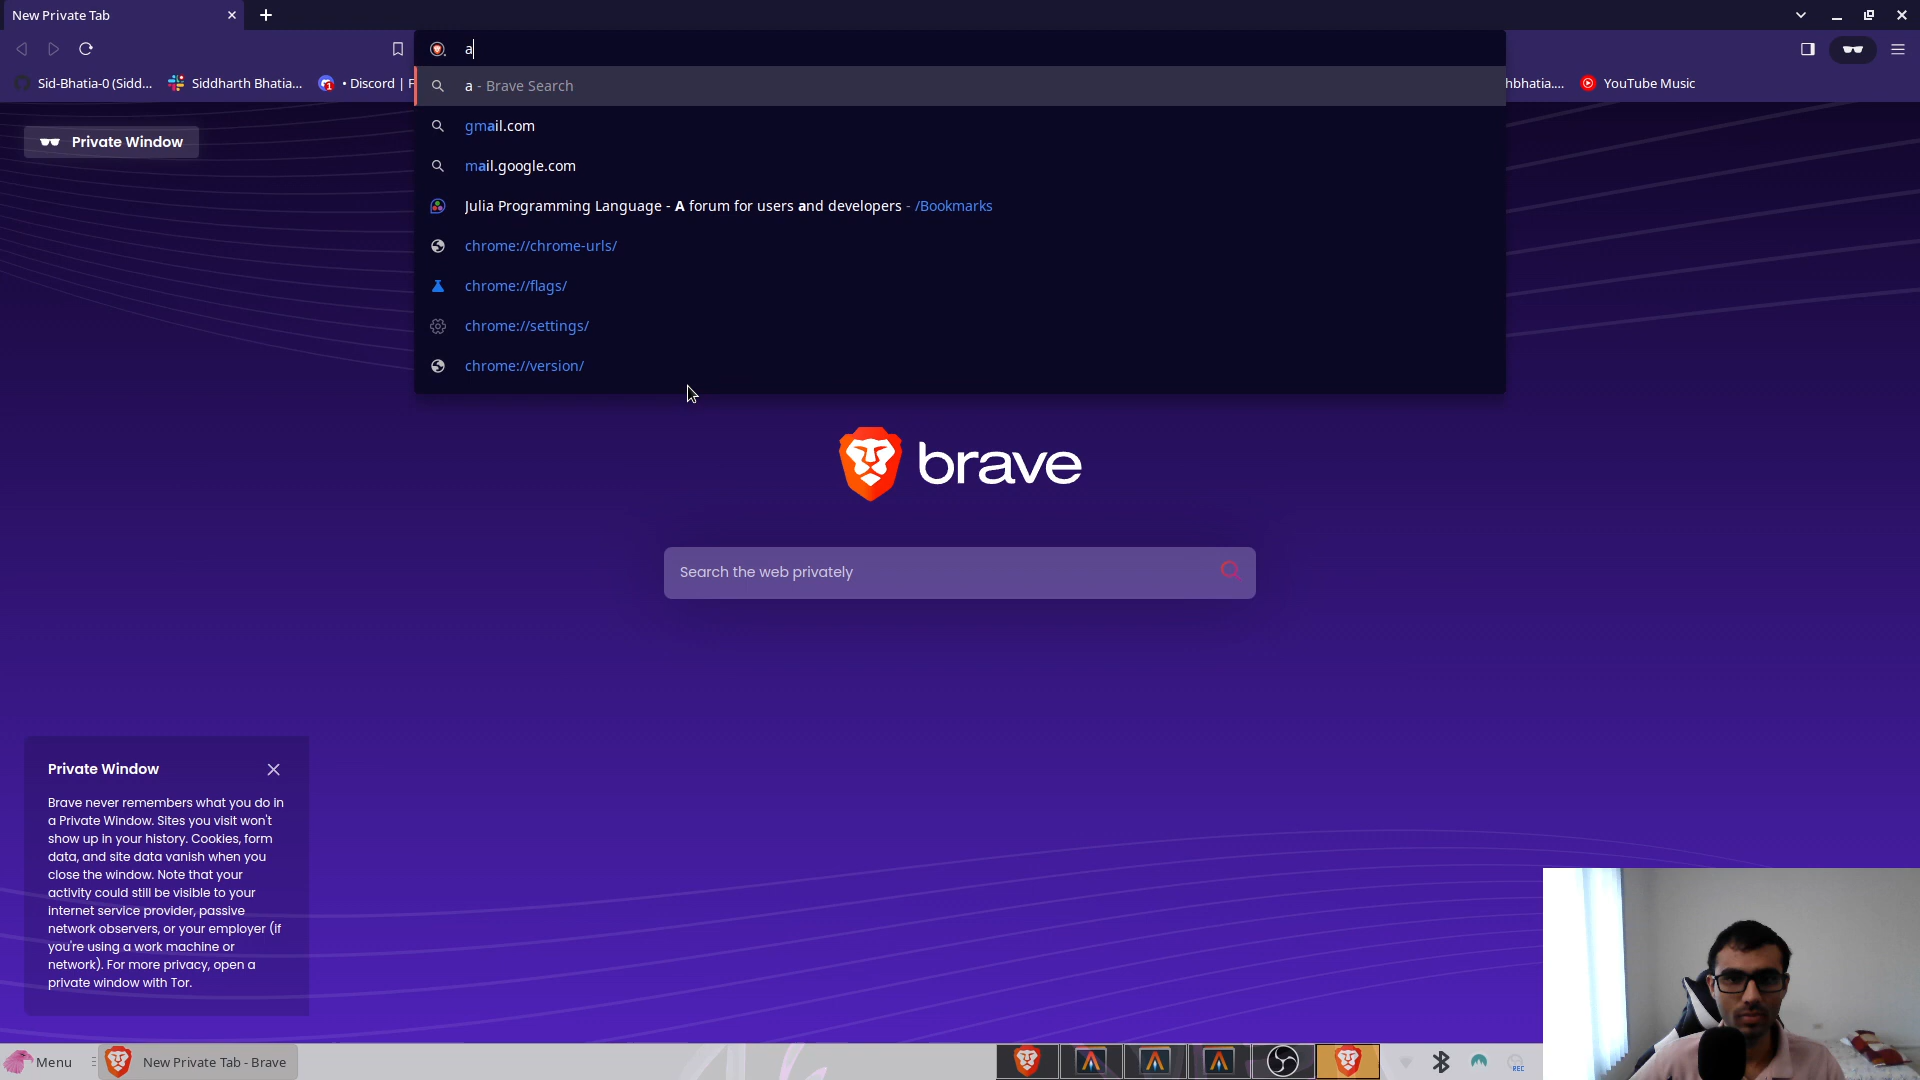 New Private Tab
a
Sid-Bhatia-0 (Sidd...
Siddharth Bhatia...
• Discord | F
hbhatia....
YouTube Music
a - Brave Search
gmail.com
mail.google.com
Julia Programming Language - A forum for users and developers - /Bookmarks
chrome://chrome-urls/
chrome://flags/
chrome://settings/
chrome://version/
Private Window
brave
Search the web privately
Private Window
Brave never remembers what you do in
a Private Window. Sites you visit won't
show up in your history. Cookies, form
data, and site data vanish when you
close the window. Note that your
activity could still be visible to your
internet service provider, passive
network observers, or your employer (if
you're using a work machine or
network). For more privacy, open a
private window with Tor.
Menu
New Private Tab - Brave
REC